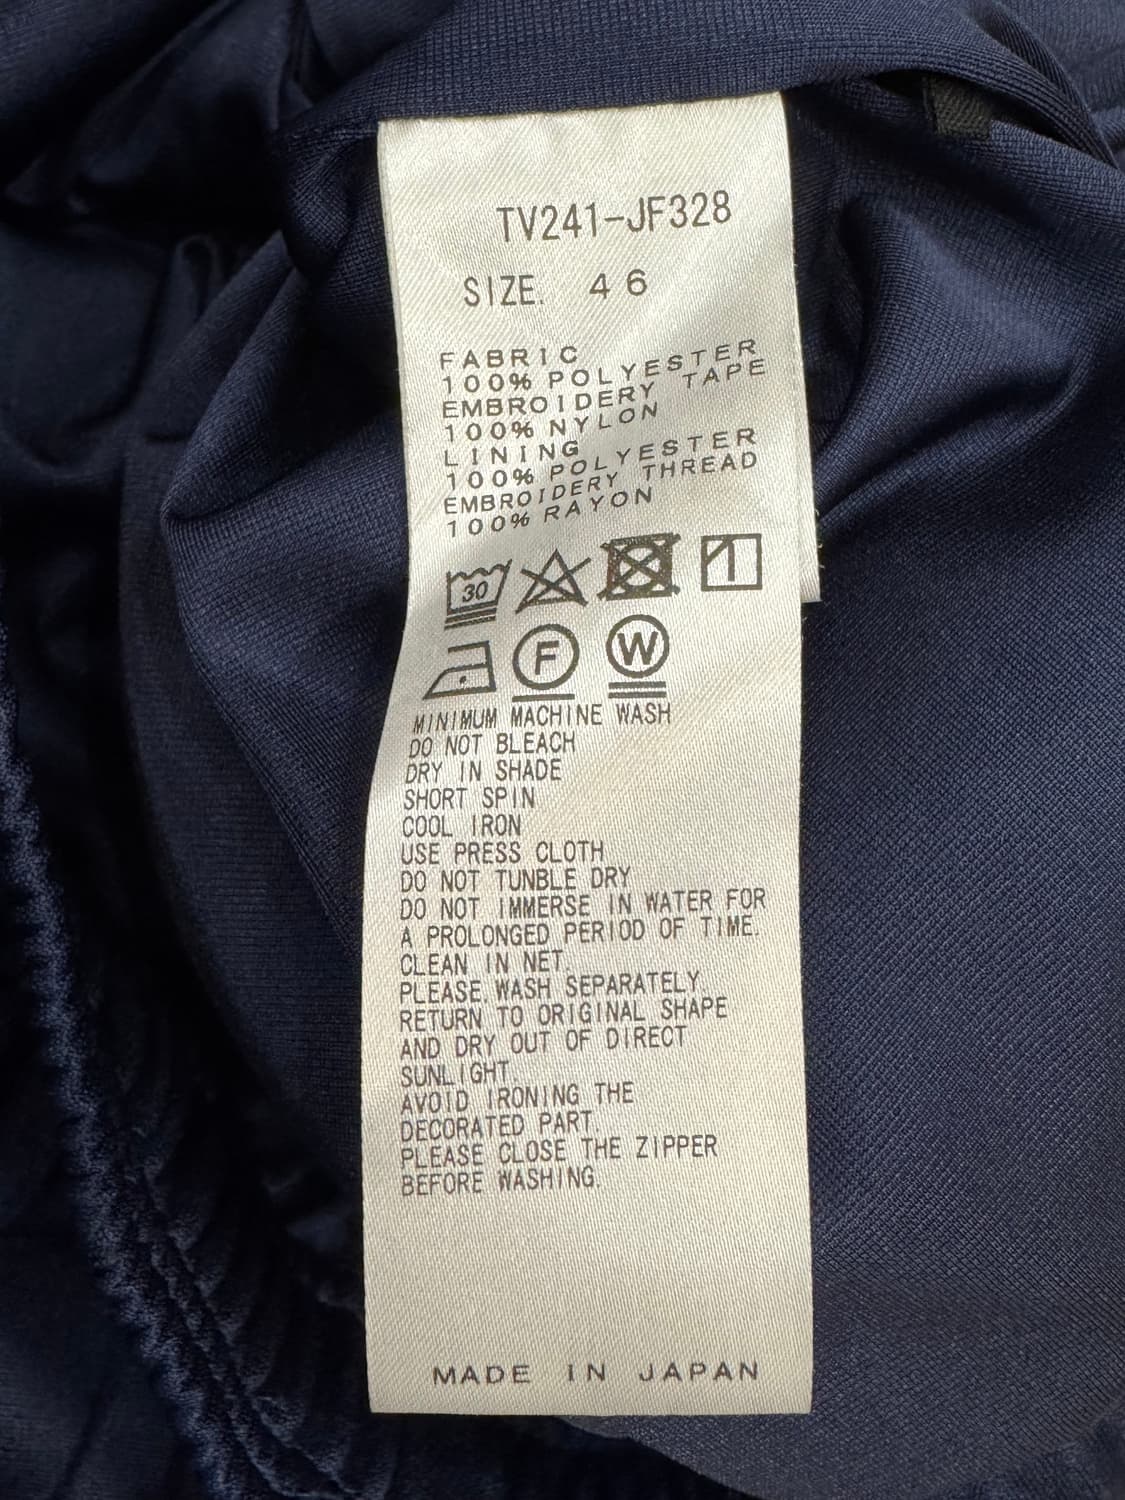 TV241-JF328
SIZE. 46
FABRIC
100% POLYESTER
EMBROIDERY TAPE
100% NYLON
LINING
100% POLYESTER
EMBROIDERY THREAD
100% RAYON
30
F W
MINIMUM MACHINE WASH
DO NOT BLEACH
DRY IN SHADE
SHORT SPIN
COOL IRON
USE PRESS CLOTH
DO NOT TUNBLE DRY
DO NOT IMMERSE IN WATER FOR
A PROLONGED PERIOD OF TIME.
CLEAN IN NET.
PLEASE.WASH SEPARATELY.
RETURN TO ORIGINAL SHAPE
AND DRY OUT OF DIRECT
SUNLIGHT.
AVOID IRONING THE
DECORATED PART.
PLEASE CLOSE THE ZIPPER
BEFORE WASHING.
MADE IN JAPAN